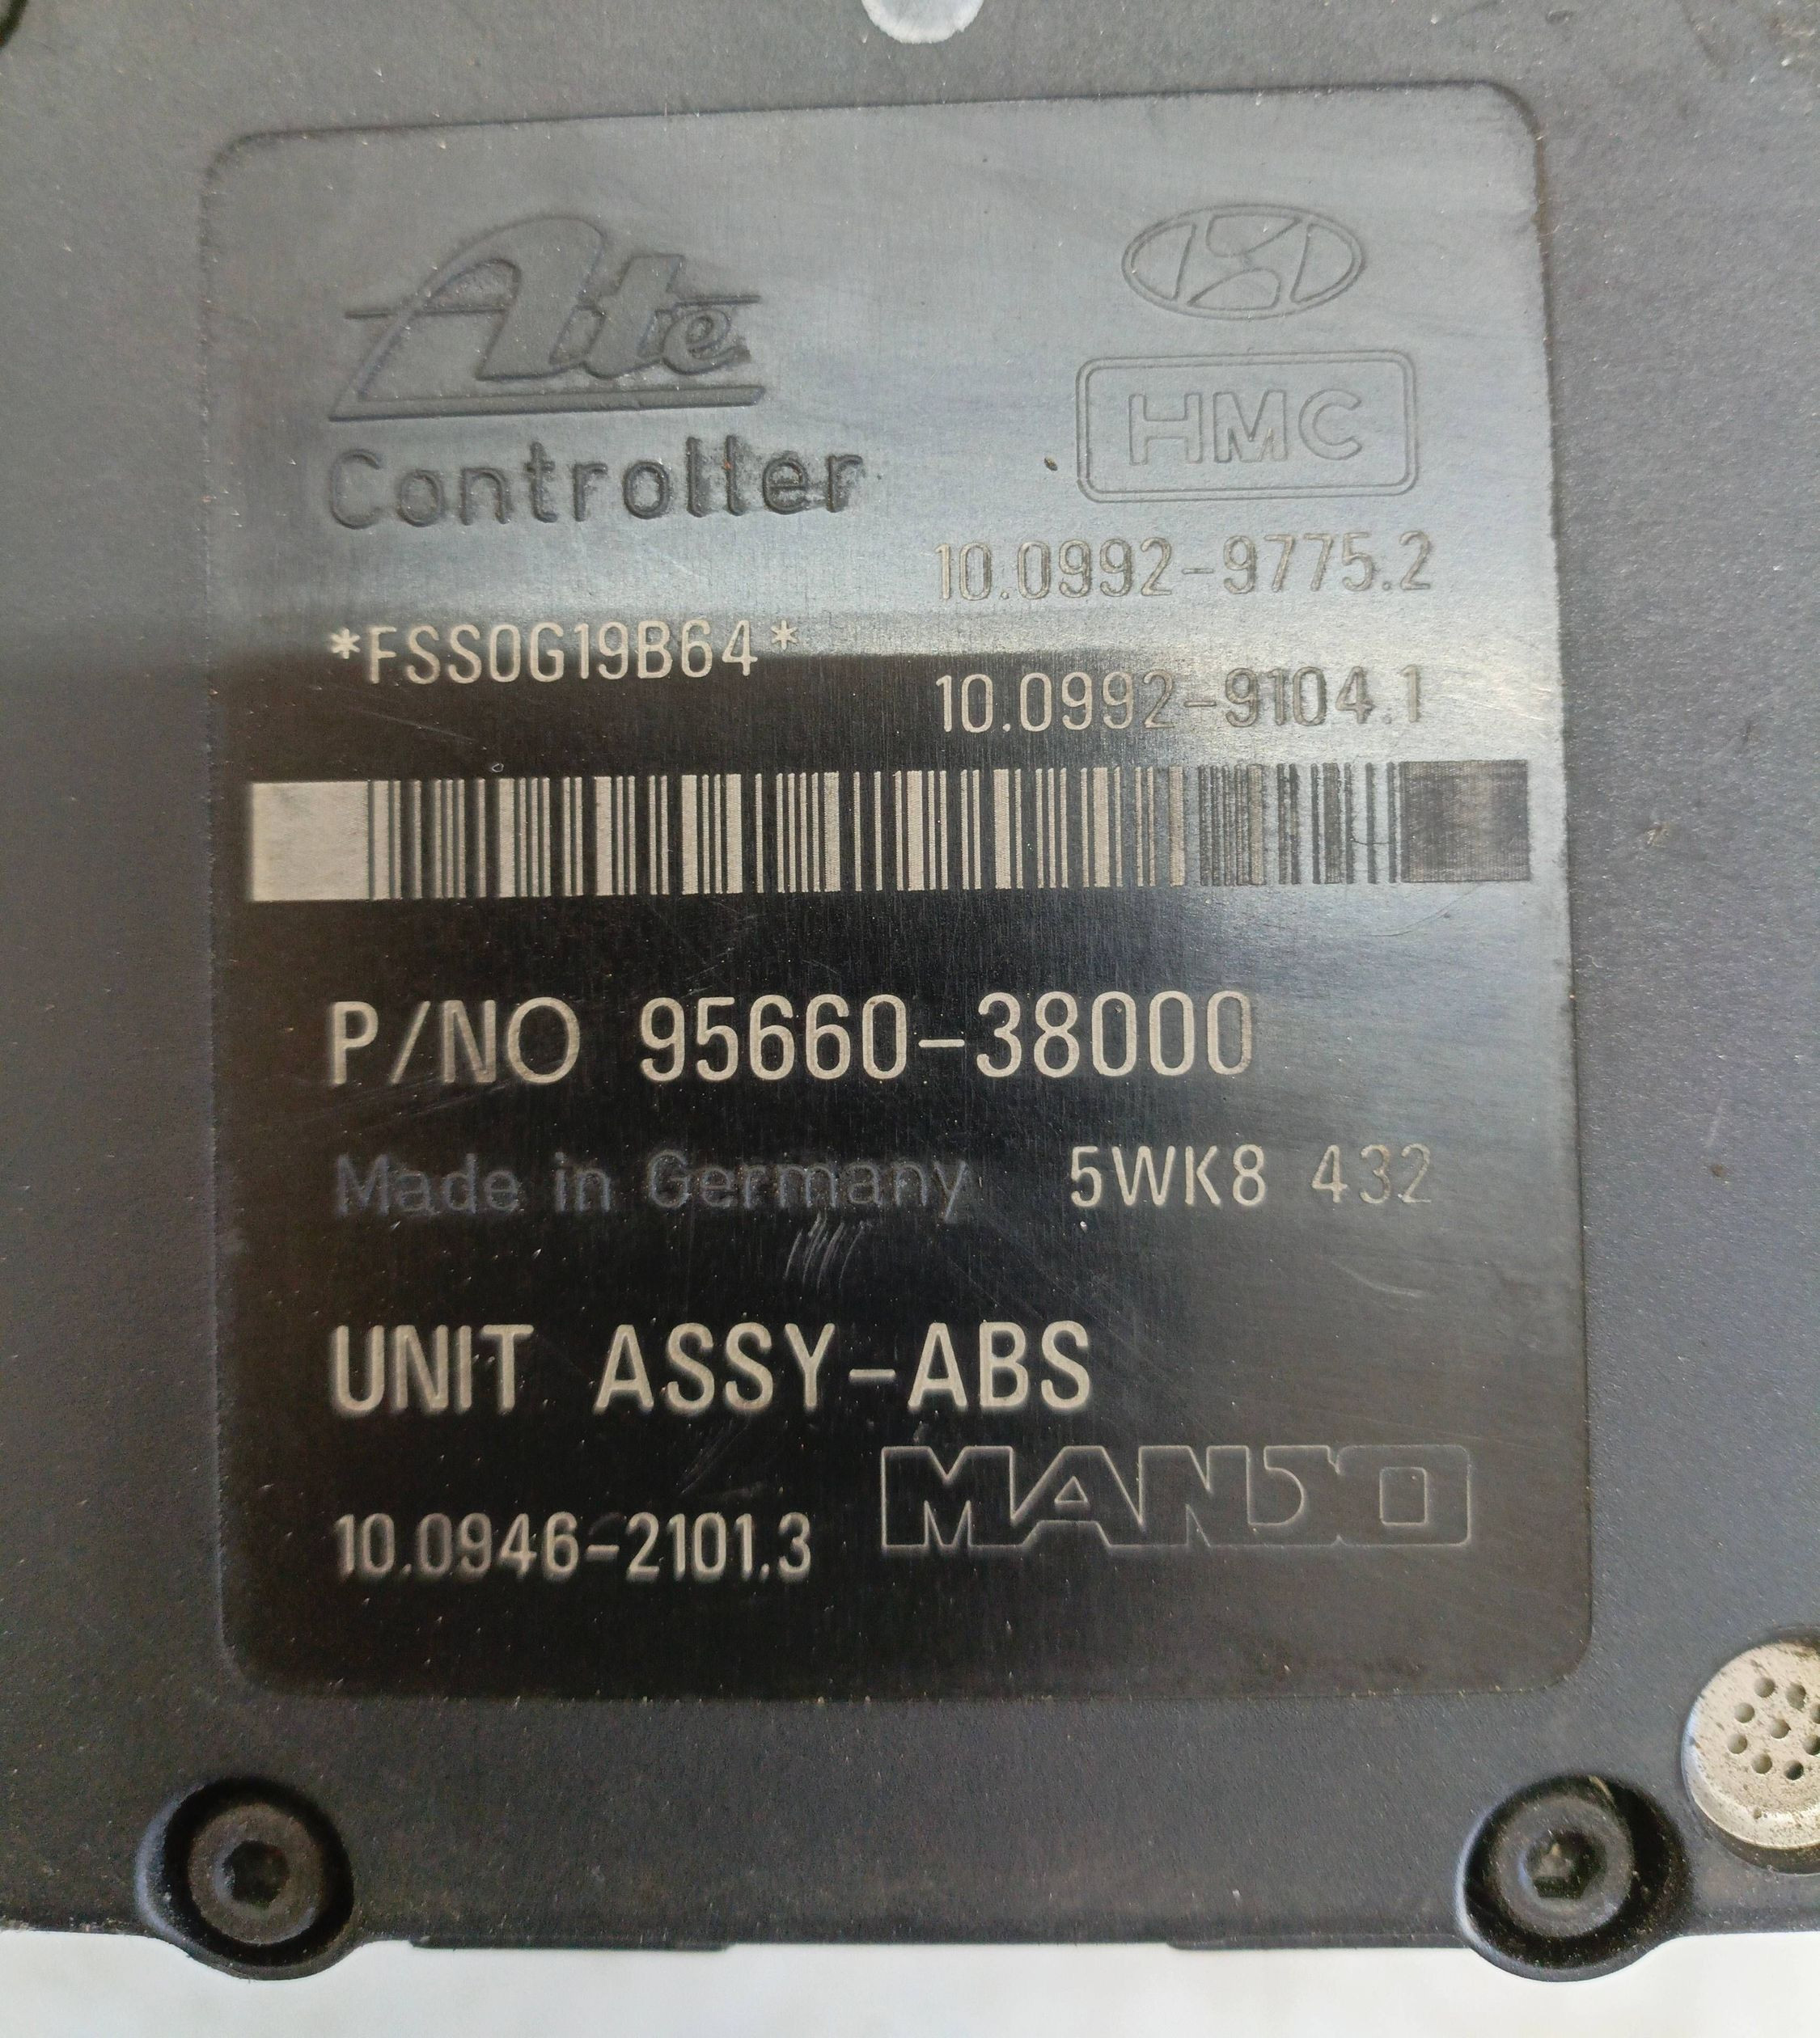 Ate
Controller
HMC
10.0992-9775.2
*FSS0G19B64*
10.0992-9104.1
P/NO 95660-38000
Made in Germany 5WK8 432
UNIT ASSY-ABS
MANDO
10.0946-2101.3